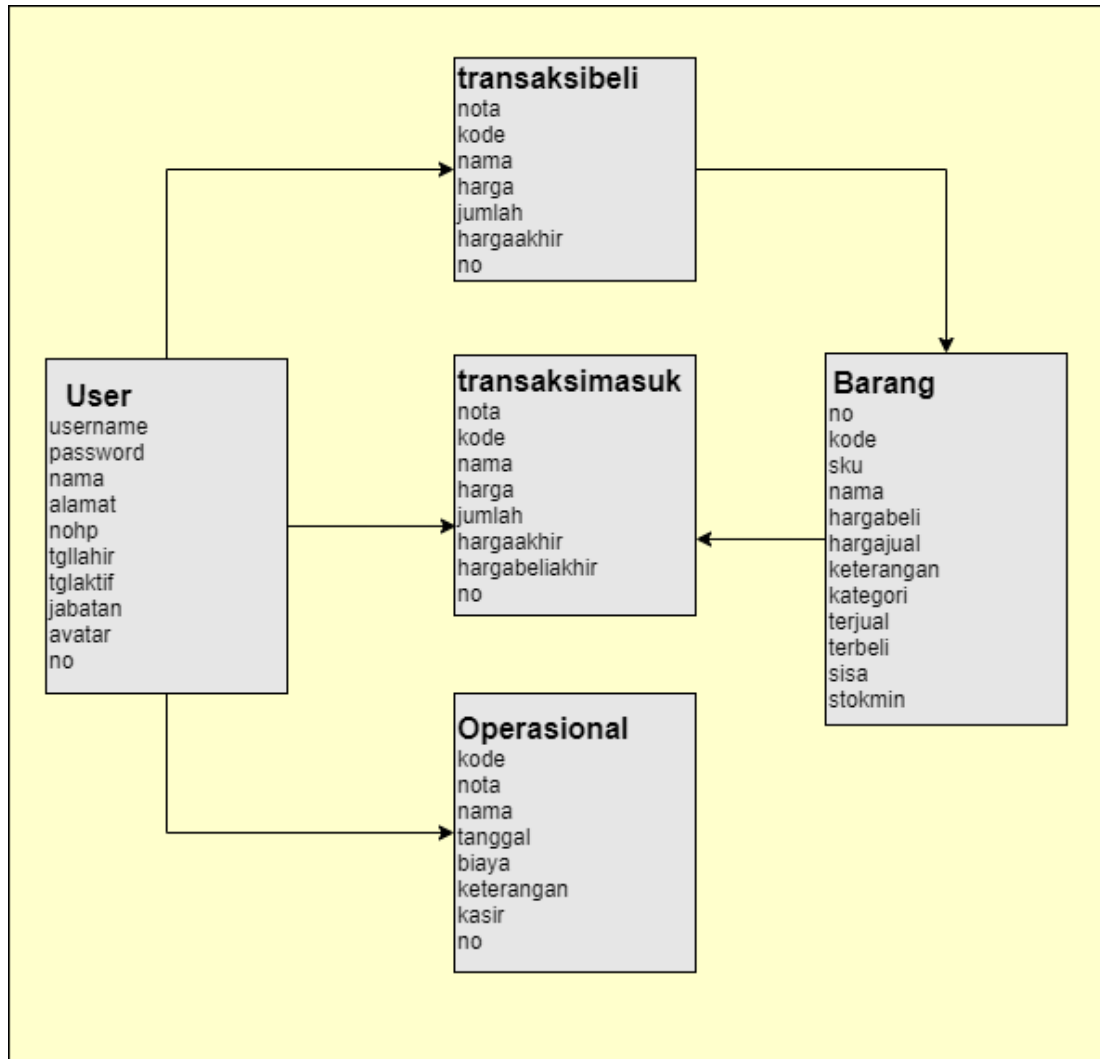 transaksibeli
nota
kode
nama
harga
jumlah
hargaakhir
no
User
username
password
nama
alamat
nohp
tgllahir
tglaktif
jabatan
avatar
no
transaksimasuk
nota
kode
nama
harga
jumlah
hargaakhir
hargabeliakhir
no
Barang
no
kode
sku
nama
hargabeli
hargajual
keterangan
kategori
terjual
terbeli
sisa
stokmin
Operasional
kode
nota
nama
tanggal
biaya
keterangan
kasir
no